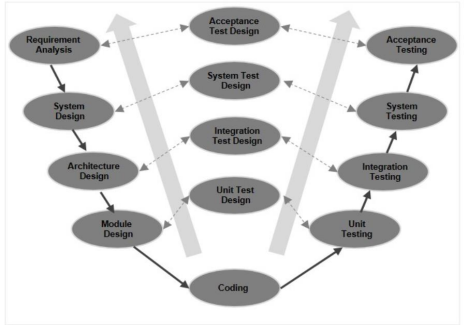 Acceptance
Test Design
Requirement
Analysis
Acceptance
Testing
System Test
Design
System
Design
System
Testing
Integration
Test Design
Architecture
Design
Integration
Testing
Unit Test
Design
Module
Design
Unit
Testing
Coding